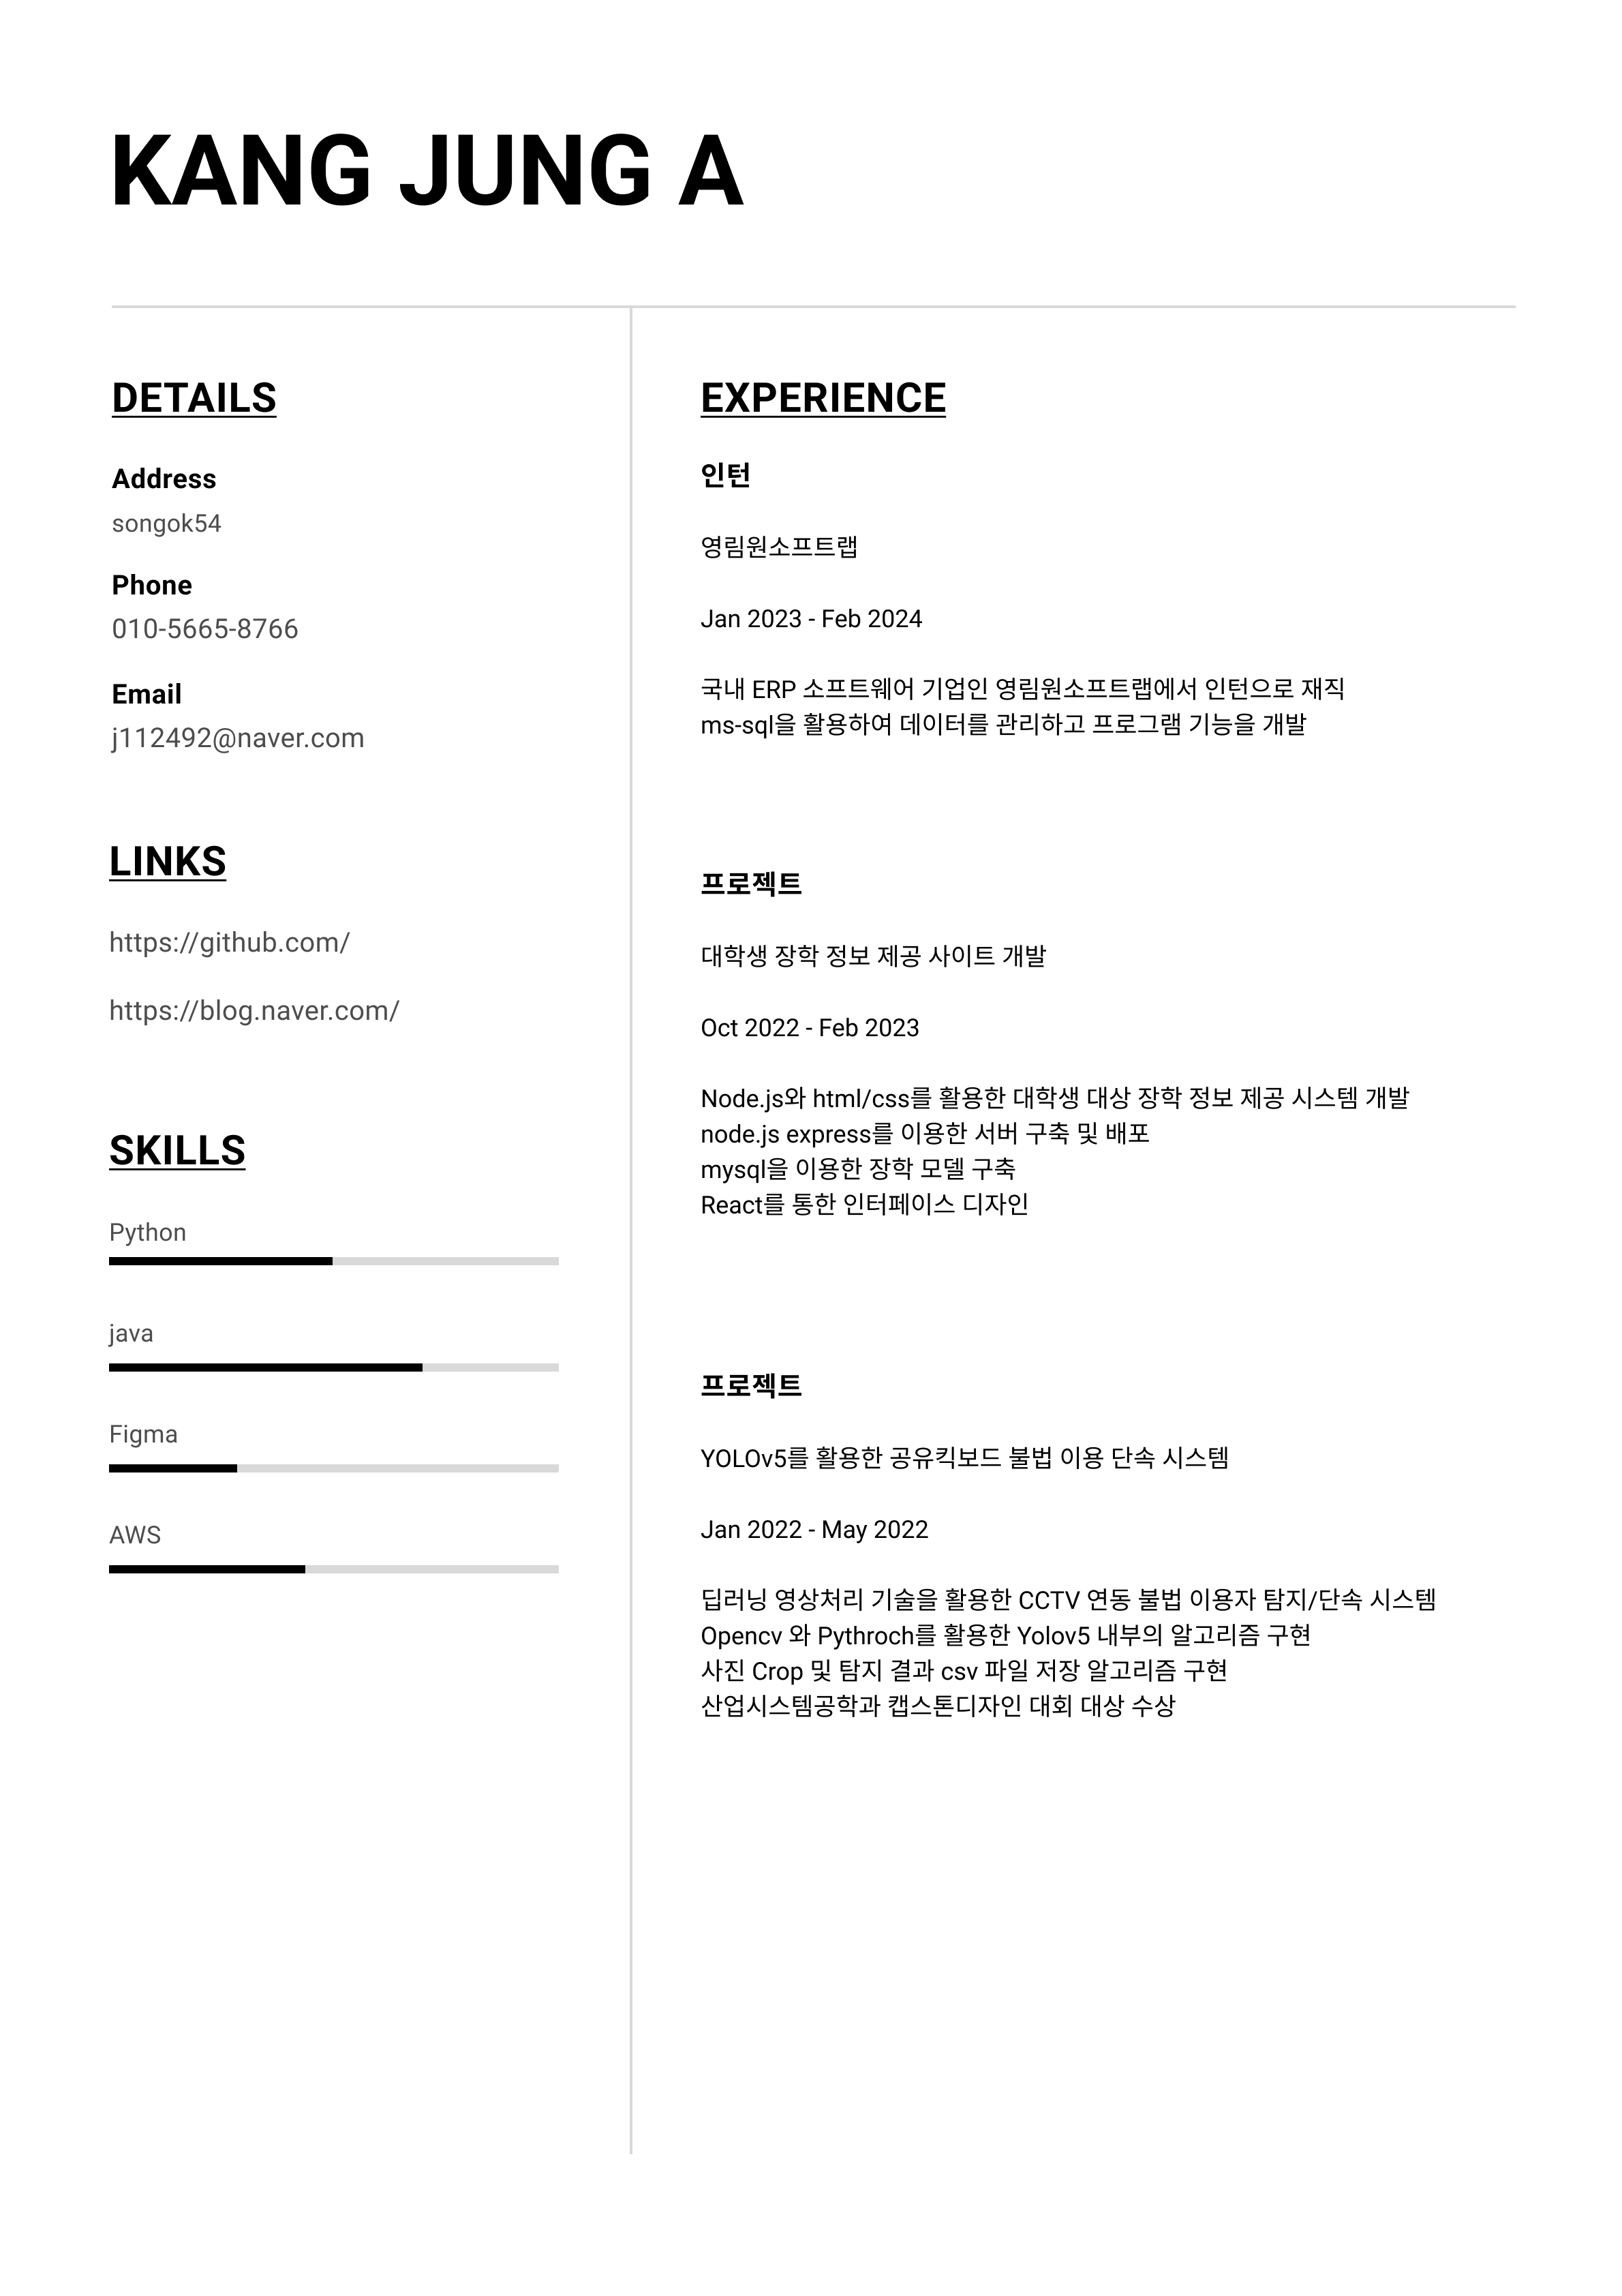 KANG JUNG A
DETAILS
Address
songok54
Phone
010-5665-8766
Email
j112492@naver.com
LINKS
https://github.com/
https://blog.naver.com/
SKILLS
Python
java
Figma
AWS
EXPERIENCE
인턴
영림원소프트랩
Jan 2023 - Feb 2024
국내 ERP 소프트웨어 기업인 영림원소프트랩에서 인턴으로 재직
ms-sql을 활용하여 데이터를 관리하고 프로그램 기능을 개발
프로젝트
대학생 장학 정보 제공 사이트 개발
Oct 2022 - Feb 2023
Node.js와 html/css를 활용한 대학생 대상 장학 정보 제공 시스템 개발
node.js express를 이용한 서버 구축 및 배포
mysql을 이용한 장학 모델 구축
React를 통한 인터페이스 디자인
프로젝트
YOLOv5를 활용한 공유킥보드 불법 이용 단속 시스템
Jan 2022 - May 2022
딥러닝 영상처리 기술을 활용한 CCTV 연동 불법 이용자 탐지/단속 시스템
Opencv 와 Pythroch를 활용한 Yolov5 내부의 알고리즘 구현
사진 Crop 및 탐지 결과 csv 파일 저장 알고리즘 구현
산업시스템공학과 캡스톤디자인 대회 대상 수상